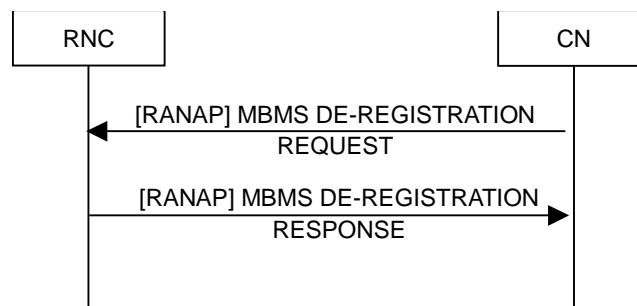 RNC
CN
[RANAP] MBMS DE-REGISTRATION
REQUEST
[RANAP] MBMS DE-REGISTRATION
RESPONSE